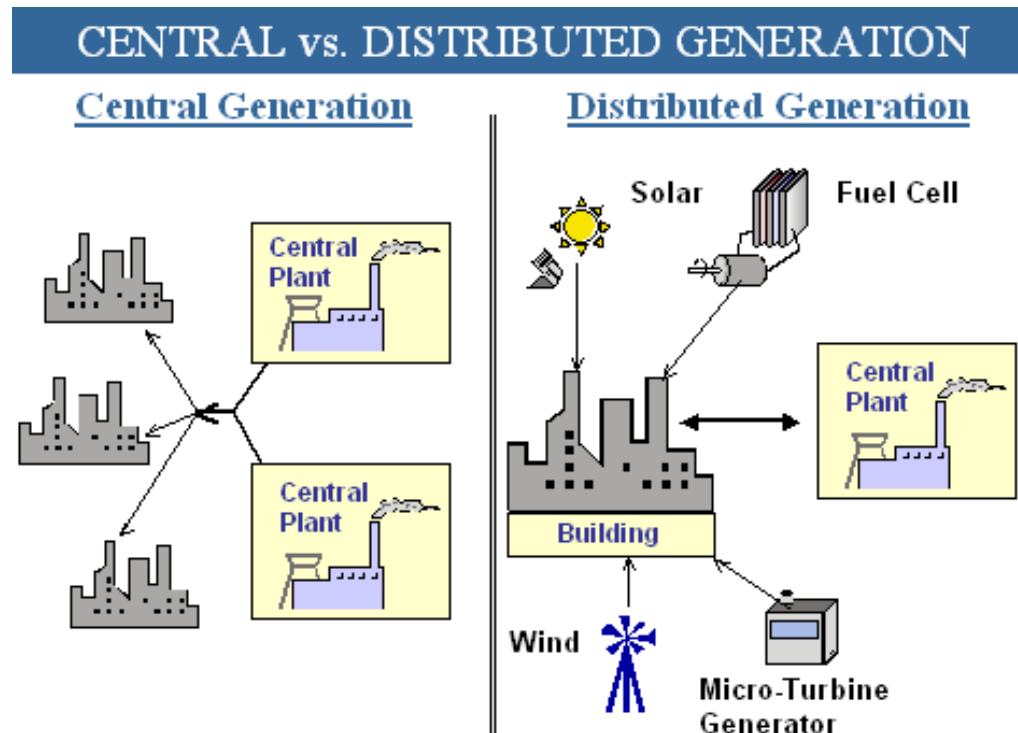 CENTRAL vs. DISTRIBUTED GENERATION
Central Generation
Central
Plant
Central
Plant
Distributed Generation
Solar
Fuel Cell
Central
Plant
Building
Wind
Micro-Turbine
Generator